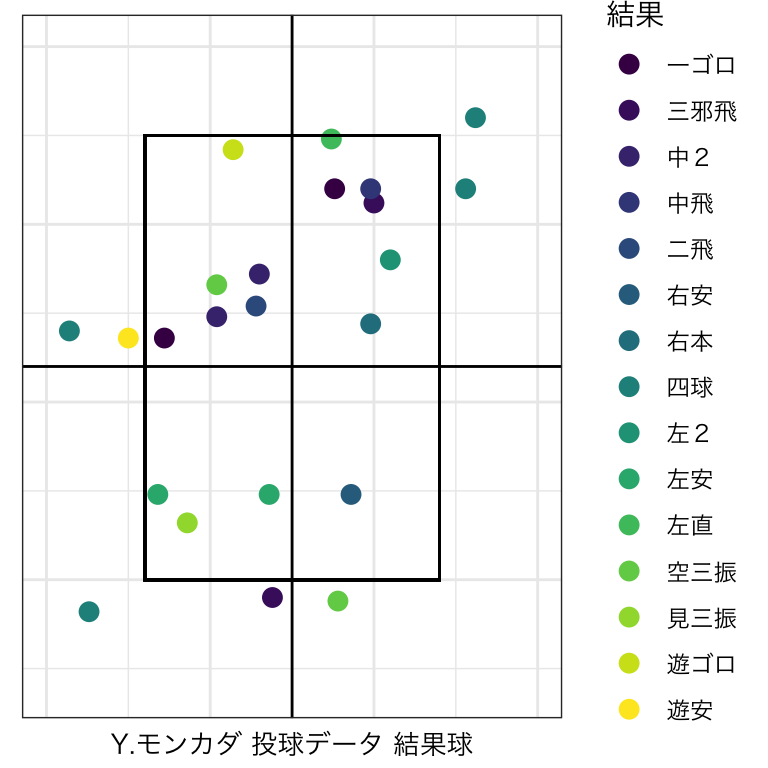 結果
一ゴロ
三邪飛
中２
中飛
二飛
右安
右本
四球
左２
左安
左直
空三振
見三振
遊ゴロ
遊安
Y.モンカダ 投球データ 結果球